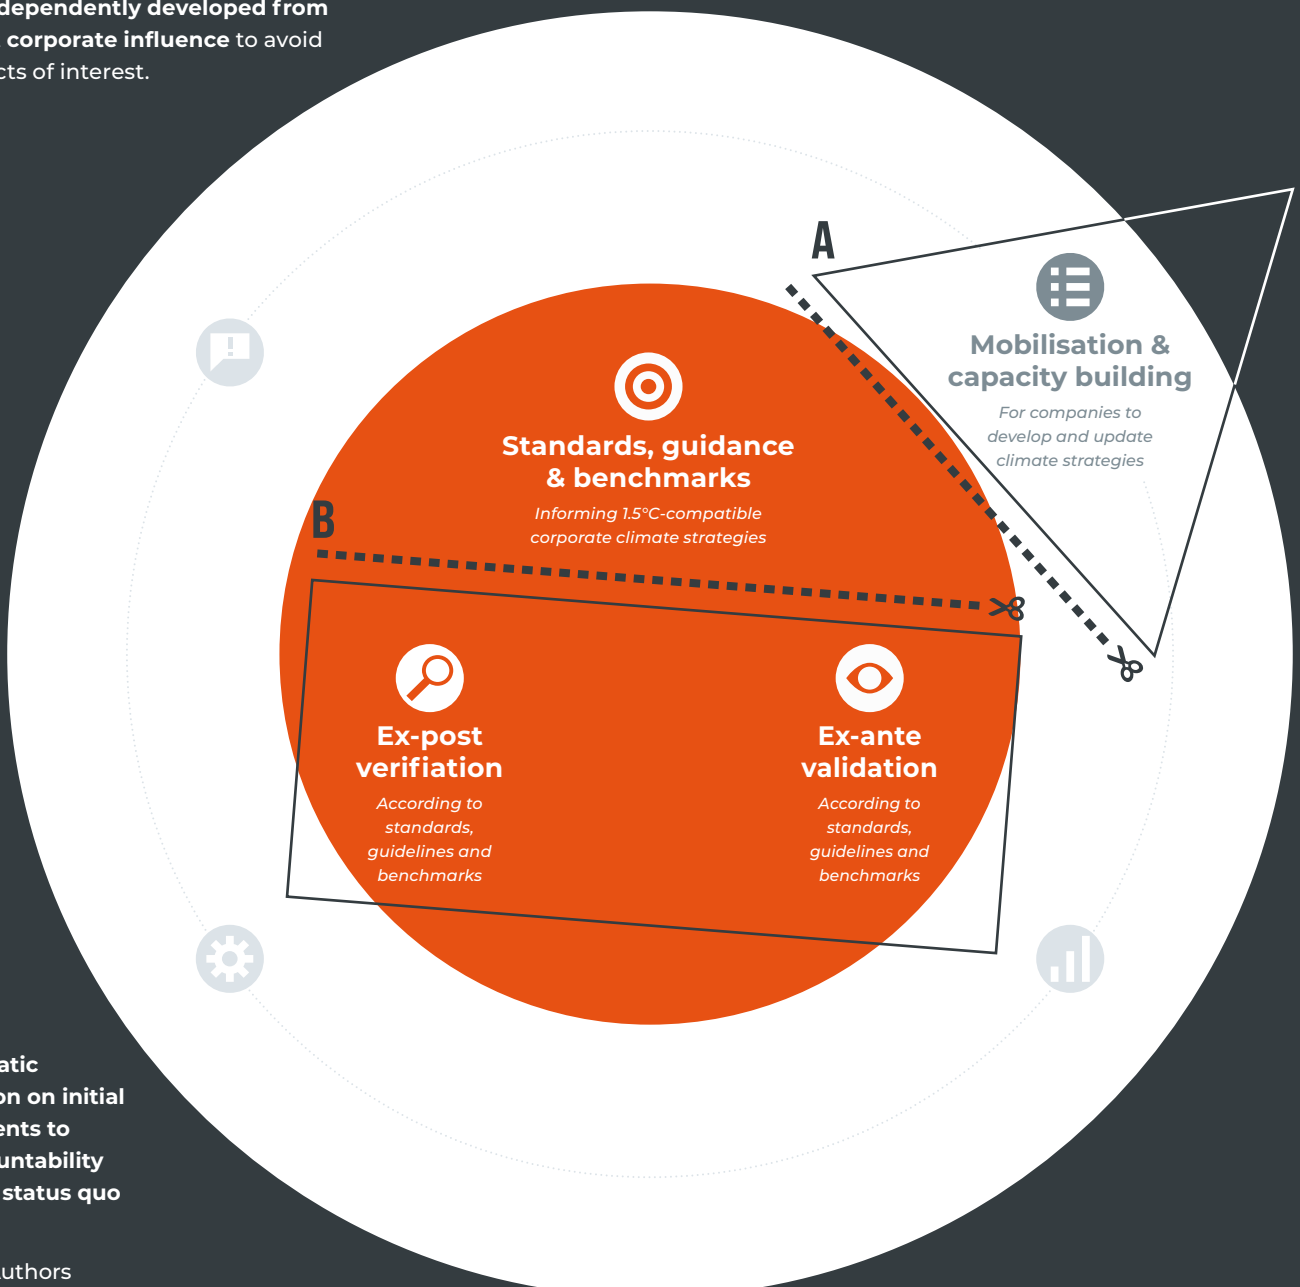 dependently developed from
corporate influence to avoid
cts of interest.
A
Mobilisation &
capacity building
For companies to
develop and update
climate strategies
Standards, guidance
& benchmarks
Informing 1.5°C-compatible
corporate climate strategies
B
Ex-post
verifiation
According to
standards,
guidelines and
benchmarks
Ex-ante
validation
According to
standards,
guidelines and
benchmarks
atic
on on initial
ents to
untability
status quo
uthors